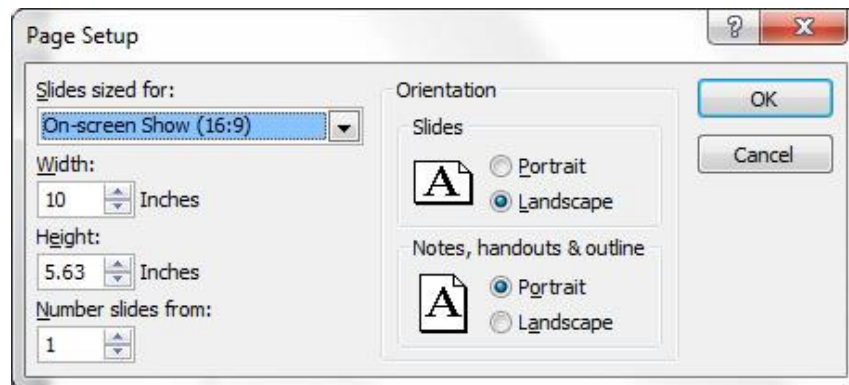 Page Setup
Slides sized for:
On-screen Show (16:9)
Width:
10 Inches
Height:
5.63 Inches
Number slides from:
1
Orientation
Slides
A
Portrait
Landscape
Notes, handouts & outline
A
Portrait
Landscape
OK
Cancel